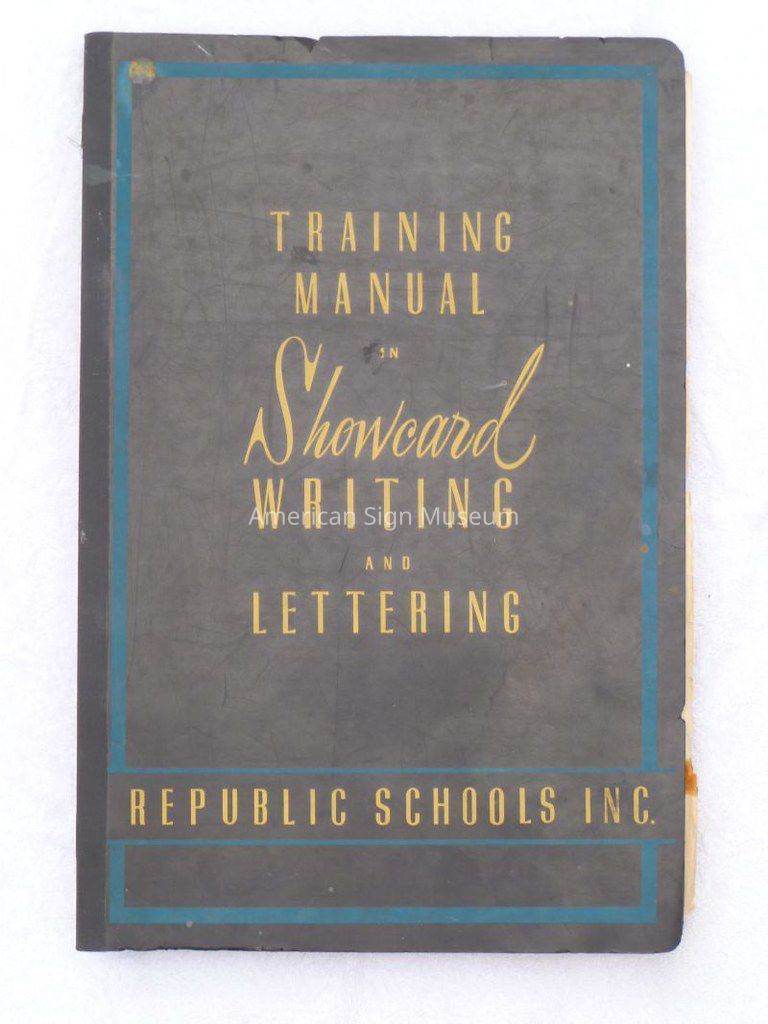 TRAINING
MANUAL
IN
Showcard
WRITING
American Sign Museum
AND
LETTERING
REPUBLIC SCHOOLS INC.